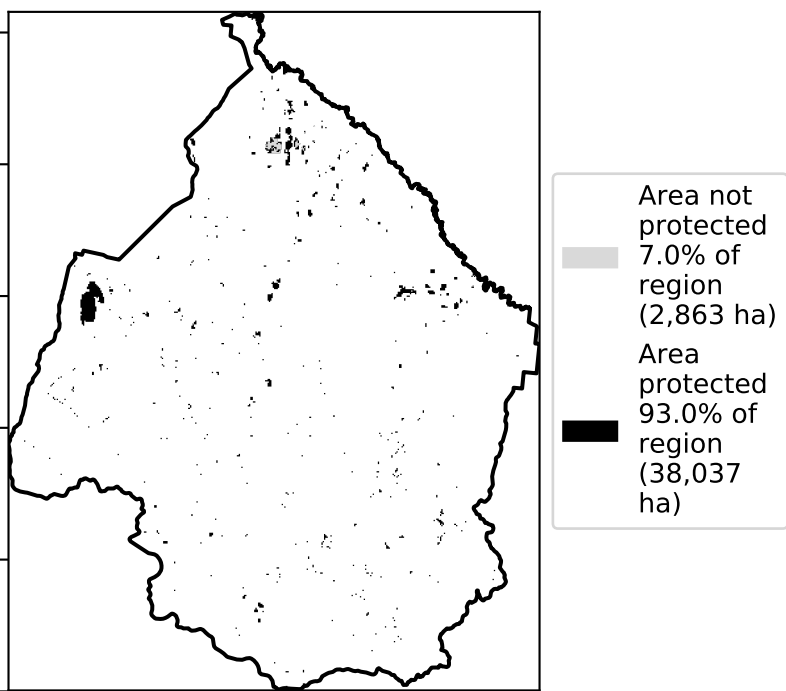 Area not
protected
7.0% of
region
(2,863 ha)
Area
protected
93.0% of
region
(38,037
ha)